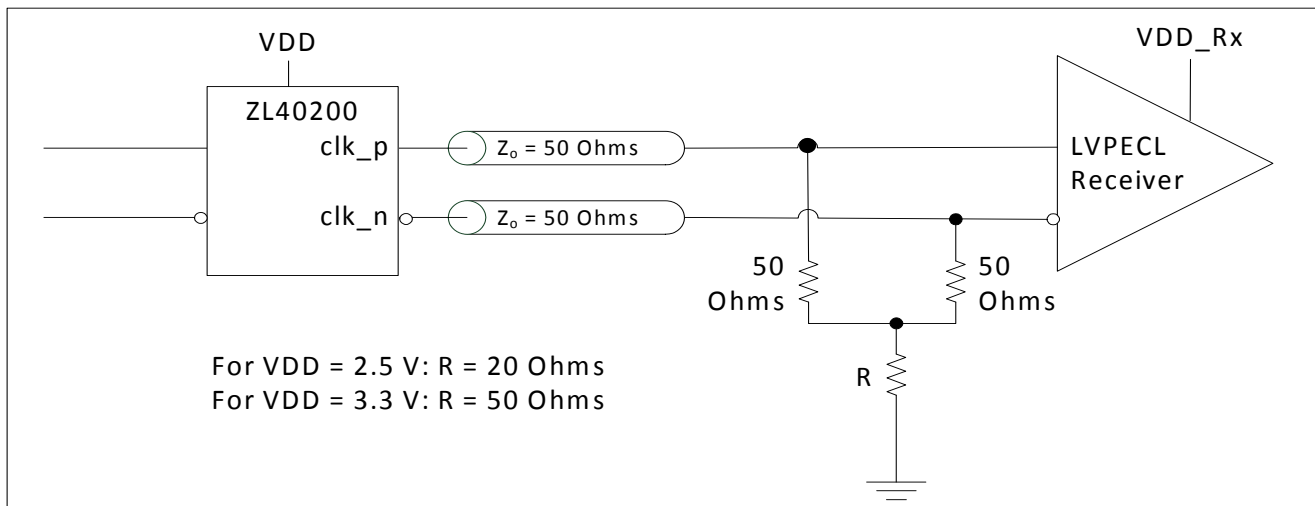 VDD
VDD_Rx
ZL40200
clk_p
Zₒ = 50 Ohms
LVPECL
Receiver
clk_n
Zₒ = 50 Ohms
50
Ohms
50
Ohms
For VDD = 2.5 V: R = 20 Ohms
For VDD = 3.3 V: R = 50 Ohms
R